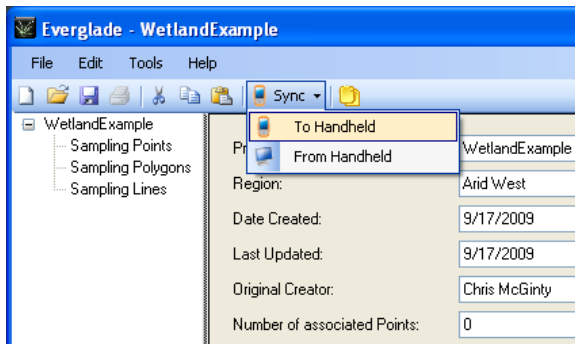 Everglade - WetlandExample
File Edit Tools Help
Sync
To Handheld
From Handheld
WetlandExample
Sampling Points
Sampling Polygons
Sampling Lines
WetlandExample
Region: Arid West
Date Created: 9/17/2009
Last Updated: 9/17/2009
Original Creator: Chris McGinty
Number of associated Points: 0